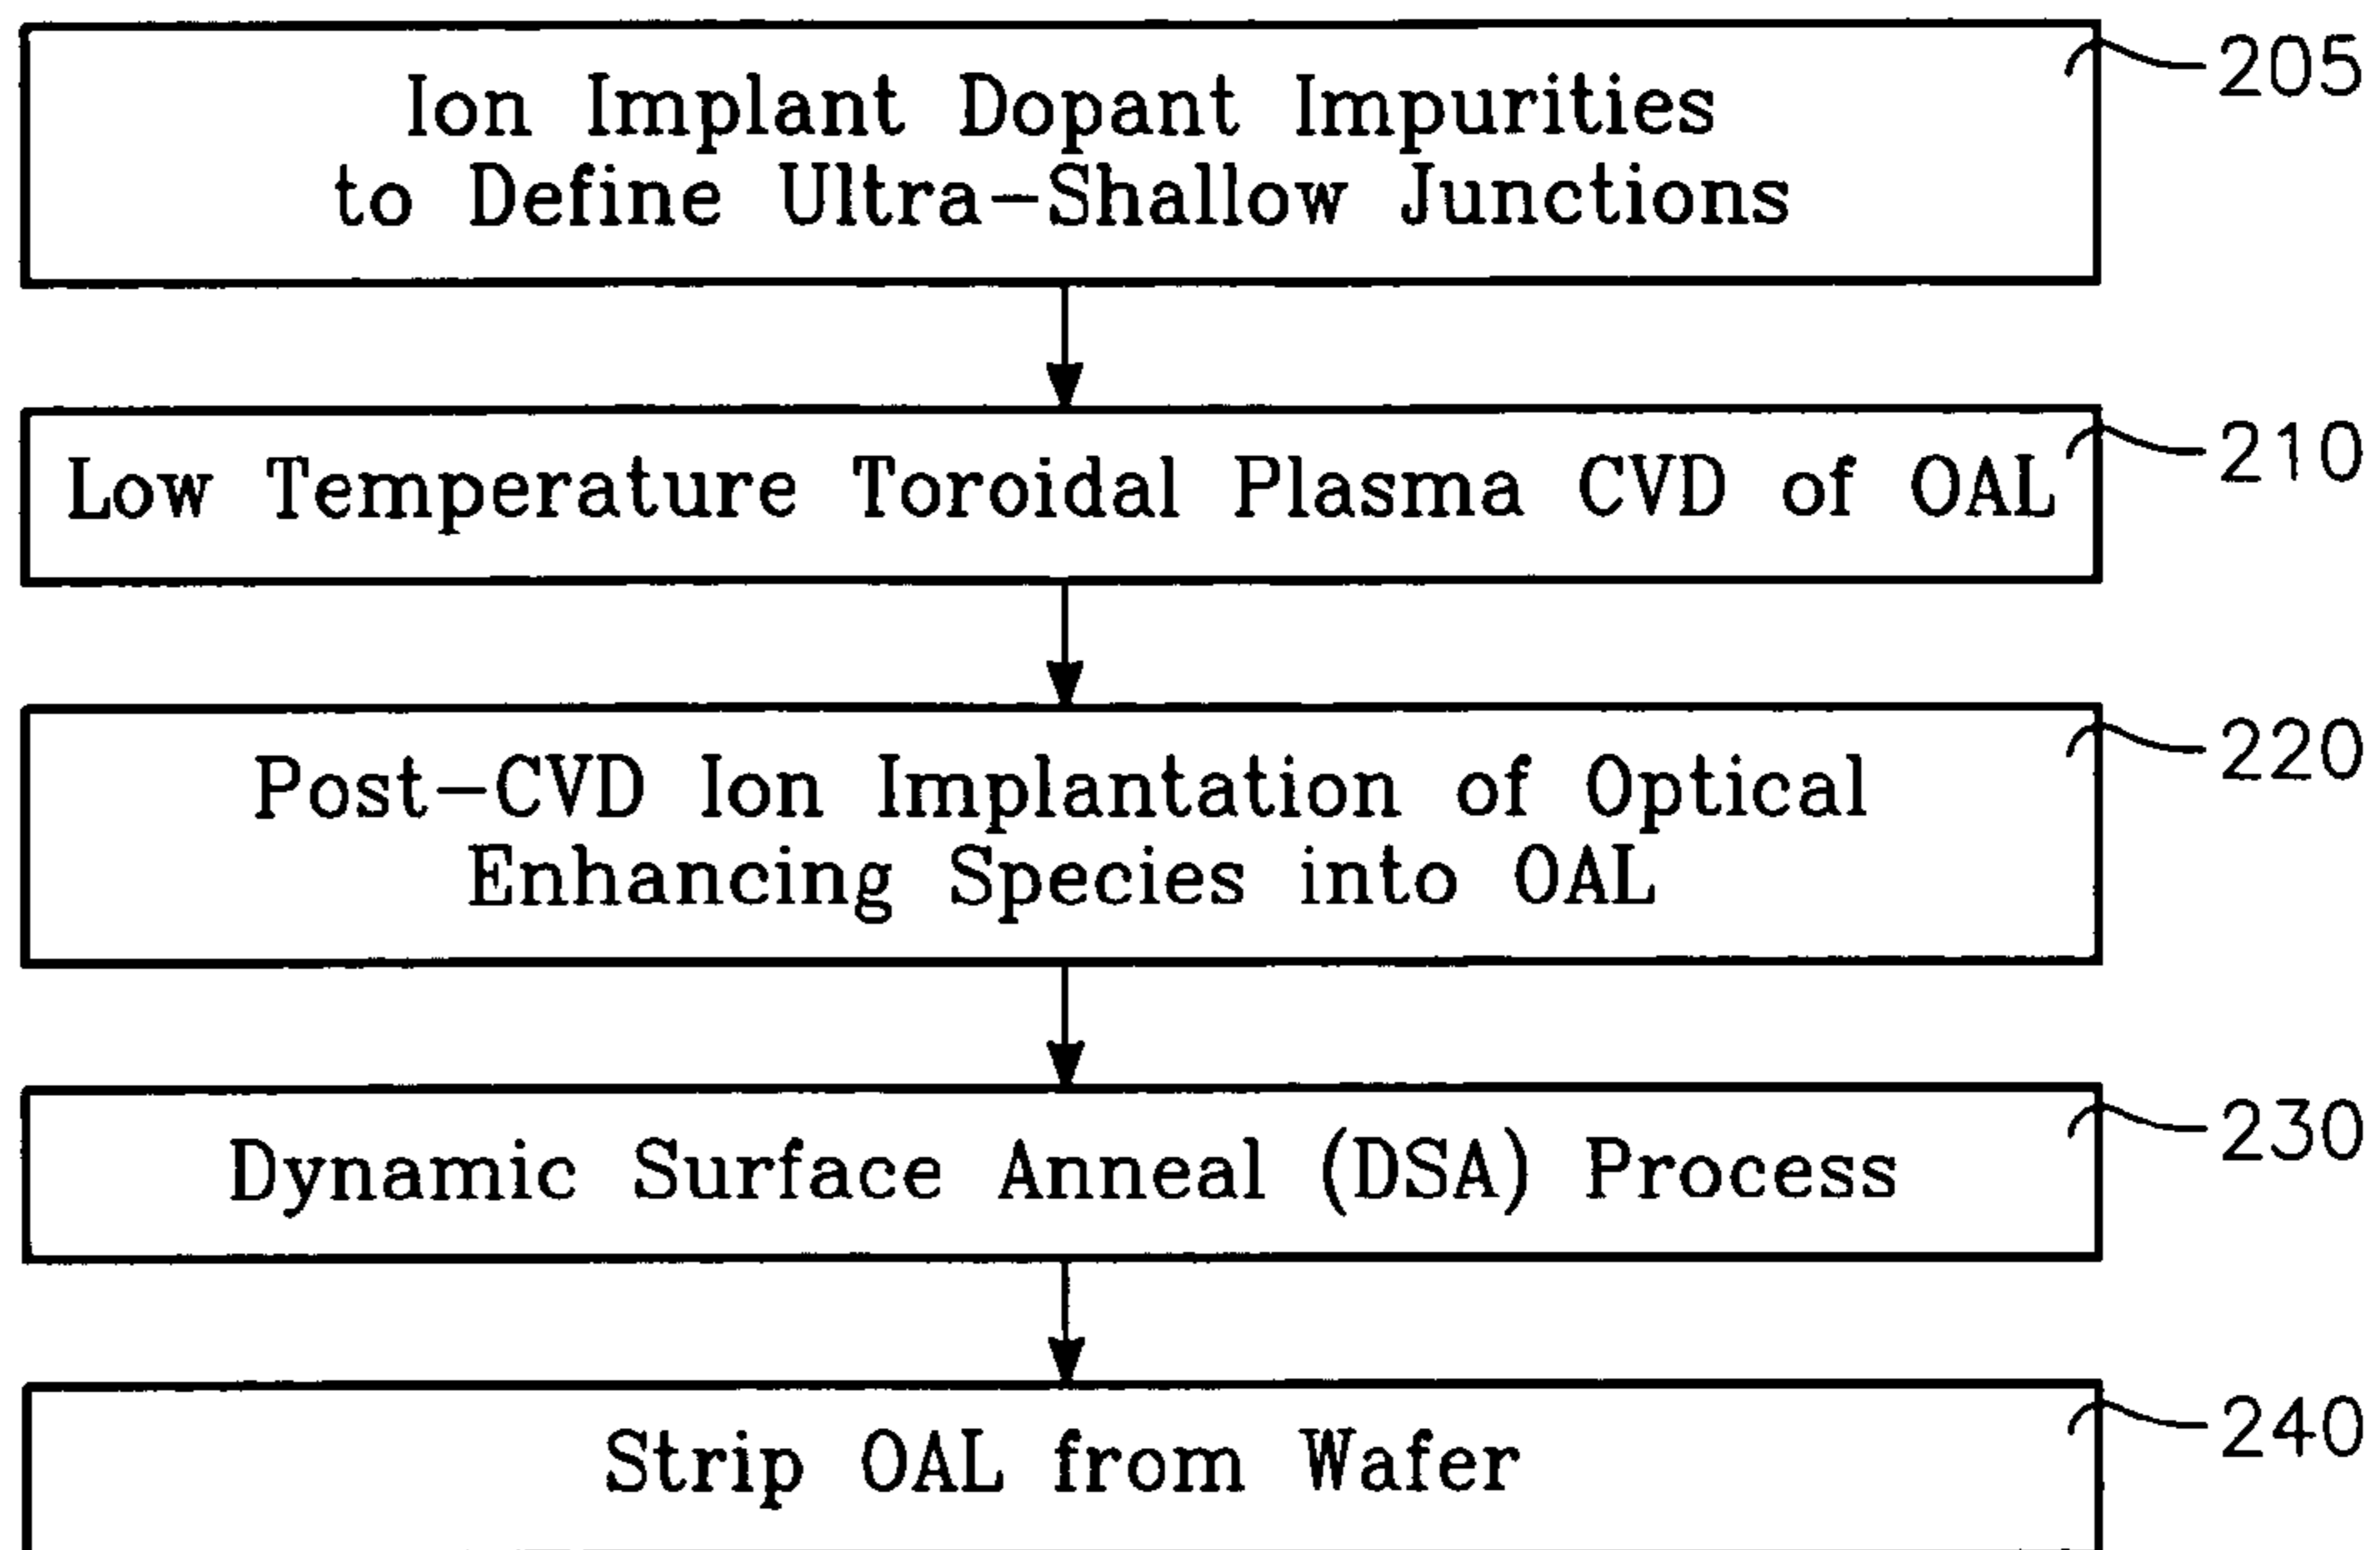 Ion Implant Dopant Impurities
to Define Ultra-Shallow Junctions
205
Low Temperature Toroidal Plasma CVD of OAL
210
Post-CVD Ion Implantation of Optical
Enhancing Species into OAL
220
Dynamic Surface Anneal (DSA) Process
230
Strip OAL from Wafer
240